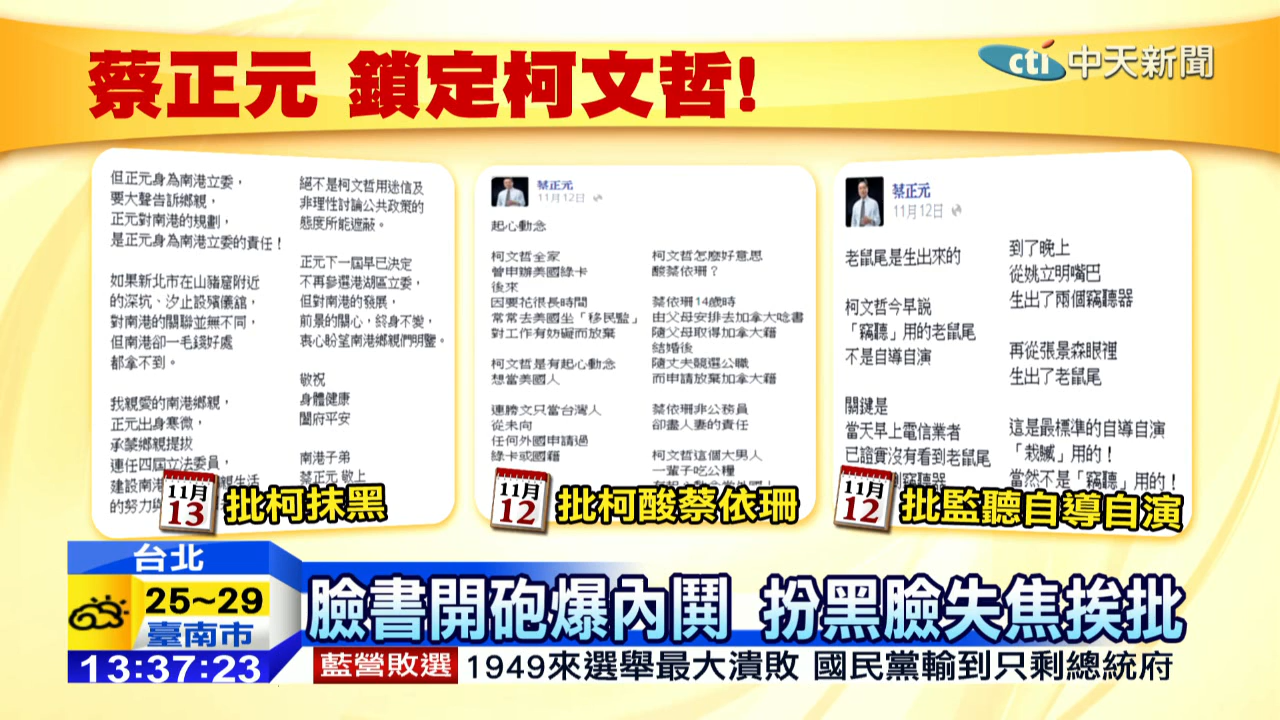 蔡正元 鎖定柯文哲!
cti 中天新聞
但正元身為南港立委，
要大聲告訴鄉親，
正元對南港的規劃，
是正元身為南港立委的責任！
如果新北市在山豬窟附近
的深坑、汐止設殯儀舘，
對南港的關聯並無不同，
但南港卻一毛錢好處
都拿不到。
我親愛的南港鄉親，
正元出身寒微，
承蒙鄉親提拔
連任四屆立法委員，
建設南港
親生活
的努力與
絕不是柯文哲用迷信及
非理性討論公共政策的
態度所能遮蔽。
正元下一屆早已決定
不再參選港湖區立委，
但對南港的發展，
前景的關心，終身不變，
衷心盼望南港鄉親們明鑒。
敬祝
身體健康
闔府平安
南港子弟
蔡正元 敬上
11月
13
批柯抹黑
蔡正元
11月12日
起心動念
柯文哲全家
曾申辦美國綠卡
後來
因要花很長時間
常常去美國坐「移民監」
對工作有妨礙而放棄
柯文哲是有起心動念
想當美國人
連勝文只當台灣人
從未向
任何外國申請過
綠卡或國籍
柯文哲怎麼好意思
酸蔡依珊？
蔡依珊14歲時
由父母安排去加拿大唸書
隨父母取得加拿大籍
結婚後
隨丈夫競選公職
而申請放棄加拿大籍
蔡依珊非公務員
卻盡人妻的責任
柯文哲這個大男人
一輩子吃公糧
11月
12
批柯酸蔡依珊
蔡正元
11月12日
老鼠尾是生出來的
柯文哲今早說
「竊聽」用的老鼠尾
不是自導自演
關鍵是
當天早上電信業者
已證實沒有看到老鼠尾
竊聽器
到了晚上
從姚立明嘴巴
生出了兩個竊聽器
再從張景森眼裡
生出了老鼠尾
這是最標準的自導自演
「栽贓」用的！
當然不是「竊聽」用的！
11月
12
批監聽自導自演
台北
25~29
臺南市
13:37:23
臉書開砲爆內鬨 扮黑臉失焦挨批
藍營敗選 1949來選舉最大潰敗 國民黨輸到只剩總統府